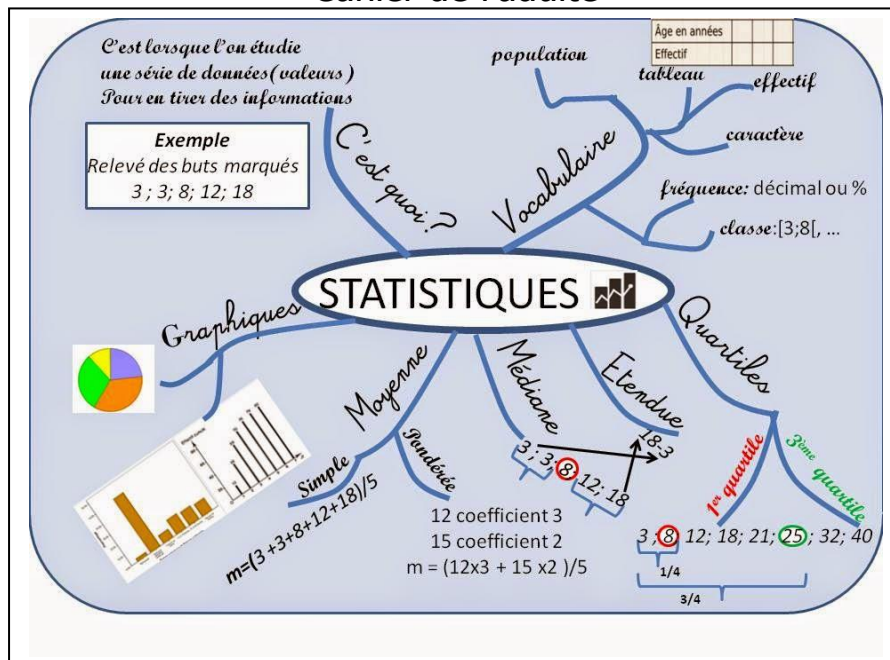 C'est lorsque l'on étudie
une série de données(valeurs)
Pour en tirer des informations
Exemple
Relevé des buts marqués
3 ; 3; 8; 12; 18
C'est quoi?
Vocabulaire
population
Âge en années
Effectif
tableau
effectif
caractère
fréquence: décimal ou %
classe:[3;8[, ...
STATISTIQUES
Graphiques
Moyenne
Simple
m=(3+3+8+12+18)/5
Pondérée
12 coefficient 3
15 coefficient 2
m = (12x3 + 15 x2 )/5
Médiane
3 ; 3; 8; 12; 18
Etendue
18-3
Quartiles
1er quartile
3ème quartile
3 ; 8; 12; 18; 21; 25 ; 32; 40
1/4
3/4